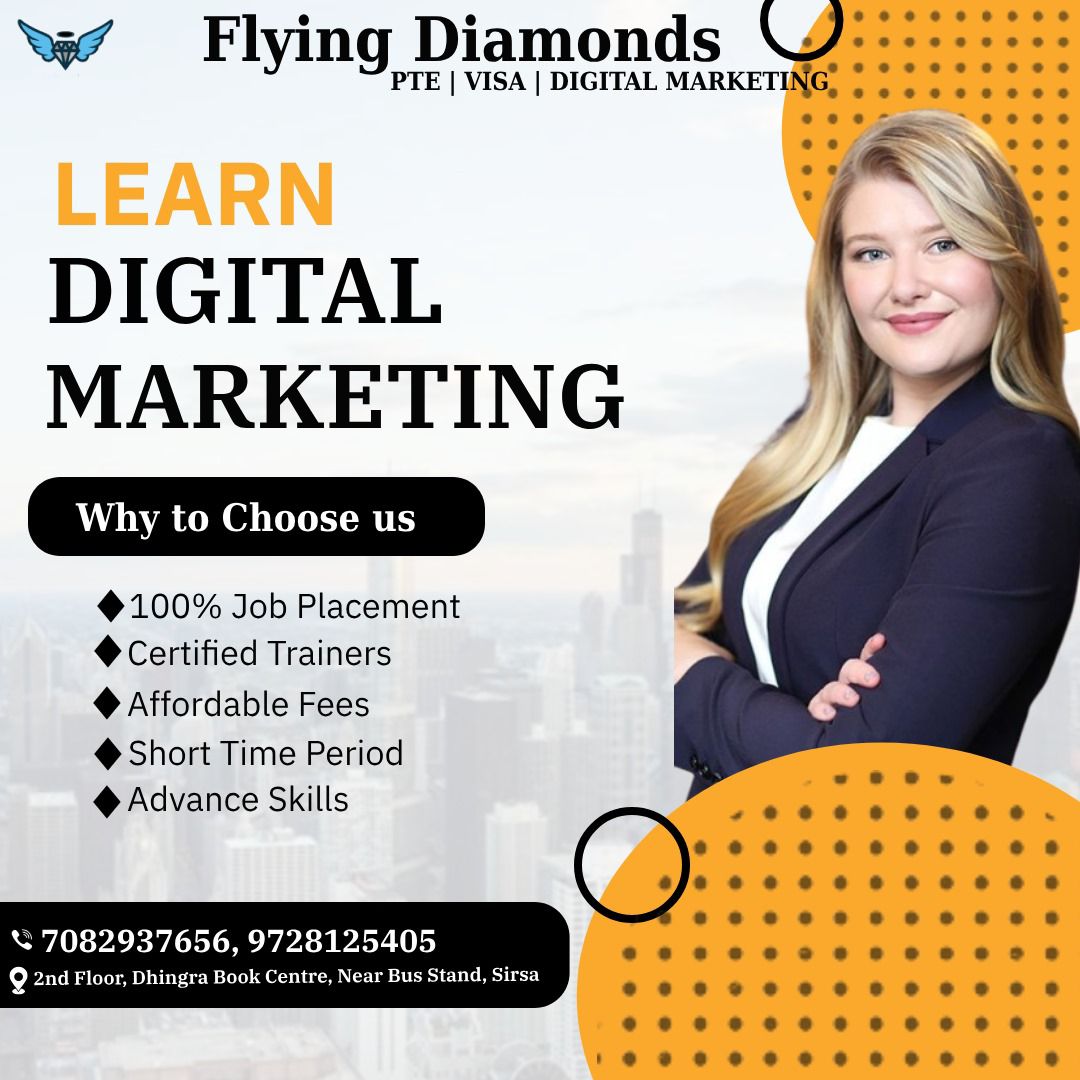 Flying Diamonds
PTE | VISA | DIGITAL MARKETING
LEARN
DIGITAL
MARKETING
Why to Choose us
100% Job Placement
Certified Trainers
Affordable Fees
Short Time Period
Advance Skills
7082937656, 9728125405
2nd Floor, Dhingra Book Centre, Near Bus Stand, Sirsa